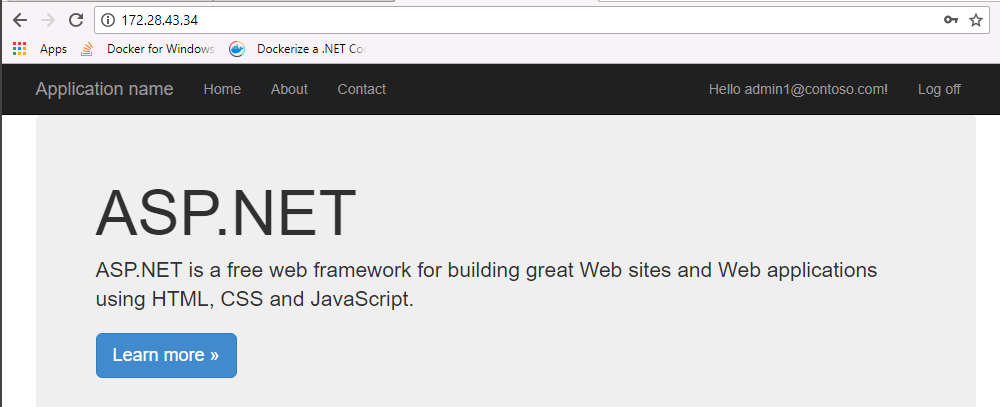 172.28.43.34
Apps Docker for Windows Dockerize a .NET Co
Application name Home About Contact Hello admin1@contoso.com! Log off
ASP.NET
ASP.NET is a free web framework for building great Web sites and Web applications
using HTML, CSS and JavaScript.
Learn more »